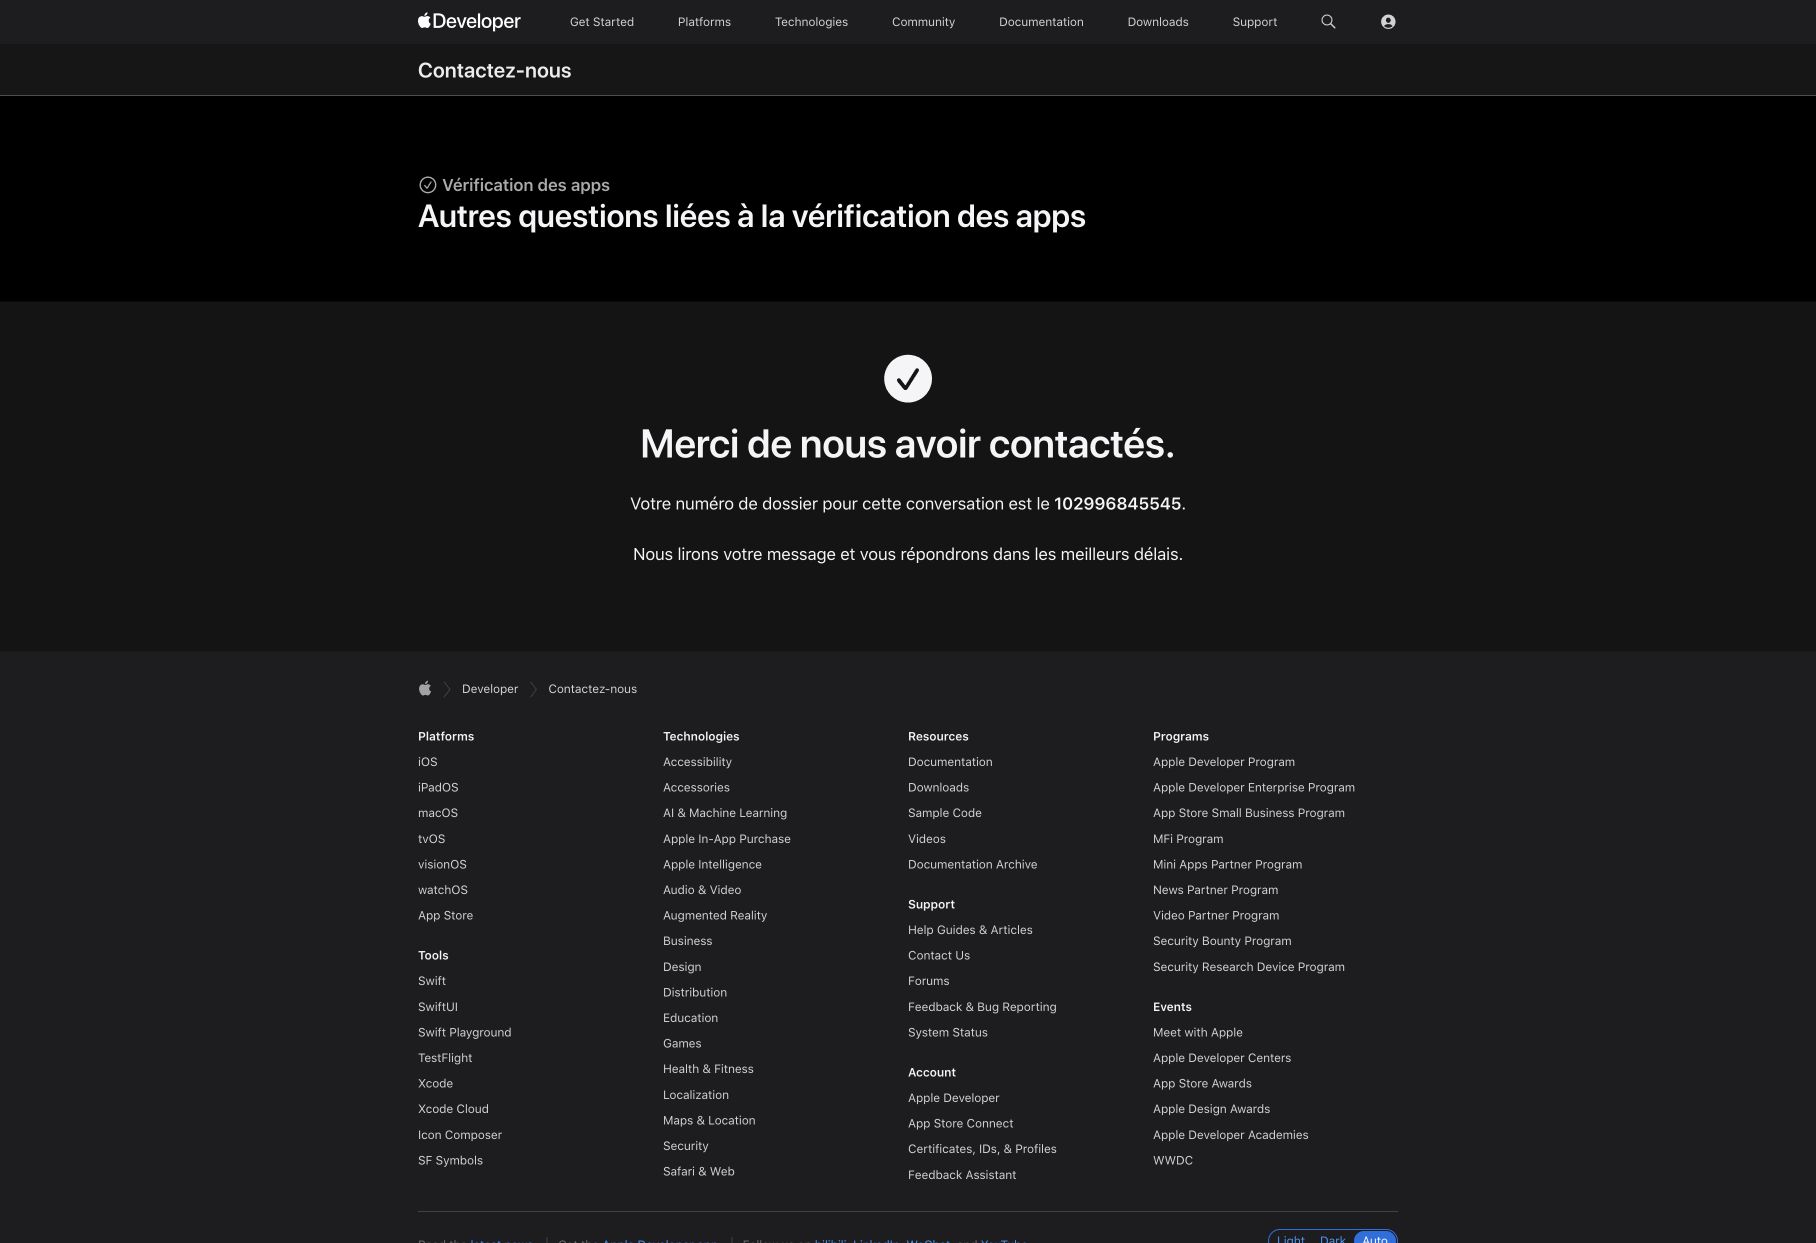 Developer
Get Started
Platforms
Technologies
Community
Documentation
Downloads
Support
Contactez-nous
Vérification des apps
Autres questions liées à la vérification des apps
Merci de nous avoir contactés.
Votre numéro de dossier pour cette conversation est le 102996845545.
Nous lirons votre message et vous répondrons dans les meilleurs délais.
Developer
Contactez-nous
Platforms
iOS
iPadOS
macOS
tvOS
visionOS
watchOS
App Store
Tools
Swift
SwiftUI
Swift Playground
TestFlight
Xcode
Xcode Cloud
Icon Composer
SF Symbols
Technologies
Accessibility
Accessories
AI & Machine Learning
Apple In-App Purchase
Apple Intelligence
Audio & Video
Augmented Reality
Business
Design
Distribution
Education
Games
Health & Fitness
Localization
Maps & Location
Security
Safari & Web
Resources
Documentation
Downloads
Sample Code
Videos
Documentation Archive
Support
Help Guides & Articles
Contact Us
Forums
Feedback & Bug Reporting
System Status
Account
Apple Developer
App Store Connect
Certificates, IDs, & Profiles
Feedback Assistant
Programs
Apple Developer Program
Apple Developer Enterprise Program
App Store Small Business Program
MFi Program
Mini Apps Partner Program
News Partner Program
Video Partner Program
Security Bounty Program
Security Research Device Program
Events
Meet with Apple
Apple Developer Centers
App Store Awards
Apple Design Awards
Apple Developer Academies
WWDC
Light
Dark
Auto